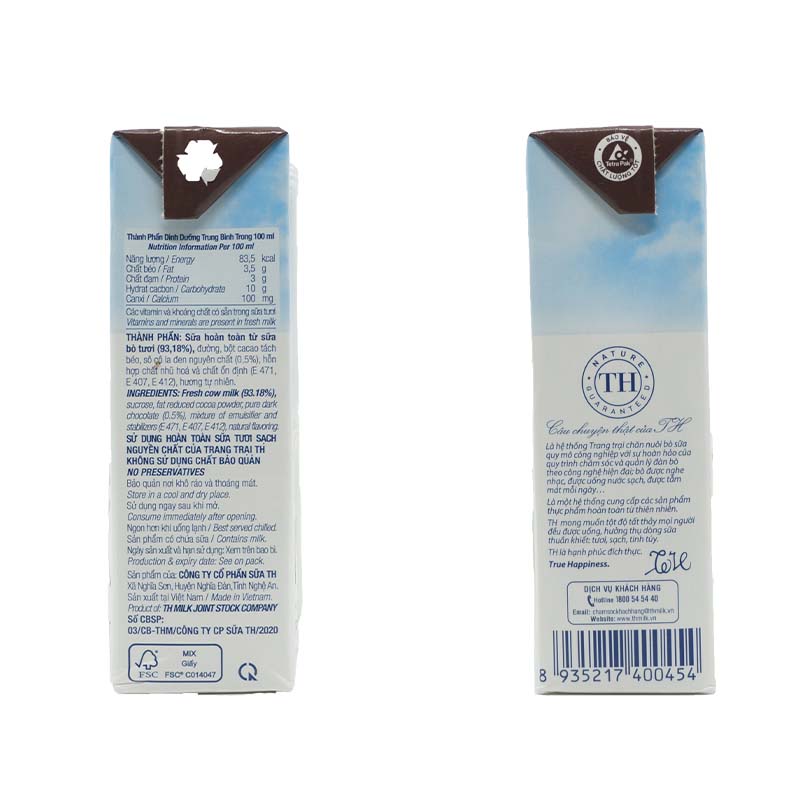 Thành Phần Dinh Dưỡng Trung Bình Trong 100 ml
Nutrition Information Per 100 ml
Năng lượng / Energy 83,5 kcal
Chất béo / Fat 3,5 g
Chất đạm / Protein 3 g
Hydrat cacbon / Carbohydrate 10 g
Canxi / Calcium 100 mg
Các vitamin và khoáng chất có sẵn trong sữa tươi
Vitamins and minerals are present in fresh milk
THÀNH PHẦN: Sữa hoàn toàn từ sữa
bò tươi (93,18%), đường, bột cacao tách
béo, sô cô la đen nguyên chất (0,5%), hỗn
hợp chất nhũ hoá và chất ổn định (E 471,
E 407, E 412), hương tự nhiên.
INGREDIENTS: Fresh cow milk (93.18%),
sucrose, fat reduced cocoa powder, pure dark
chocolate (0.5%), mixture of emulsifier and
stabilizers (E 471, E 407, E 412), natural flavoring.
SỬ DỤNG HOÀN TOÀN SỮA TƯƠI SẠCH
NGUYÊN CHẤT CỦA TRANG TRẠI TH
KHÔNG SỬ DỤNG CHẤT BẢO QUẢN
NO PRESERVATIVES
Bảo quản nơi khô ráo và thoáng mát.
Store in a cool and dry place.
Sử dụng ngay sau khi mở.
Consume immediately after opening.
Ngon hơn khi uống lạnh / Best served chilled.
Sản phẩm có chứa sữa / Contains milk.
Ngày sản xuất và hạn sử dụng: Xem trên bao bì.
Production & expiry date: See on pack.
Sản phẩm của: CÔNG TY CỔ PHẦN SỮA TH
Xã Nghĩa Sơn, Huyện Nghĩa Đàn, Tỉnh Nghệ An.
Sản xuất tại Việt Nam / Made in Vietnam.
Product of: TH MILK JOINT STOCK COMPANY
Số CBSP:
03/CB-THM/CÔNG TY CP SỮA TH/2020
FSC
MIX
Giấy
FSC® C014047
BẢO VỆ
Tetra Pak
CHẤT LƯỢNG TỐT
NATURE
TH
GUARANTEED
Câu chuyện thật của TH
Là hệ thống Trang trại chăn nuôi bò sữa
quy mô công nghiệp với sự hoàn hảo của
quy trình chăm sóc và quản lý đàn bò
theo công nghệ hiện đại; bò được nghe
nhạc, được uống nước sạch, được tắm
mát mỗi ngày...
Là một hệ thống cung cấp các sản phẩm
thực phẩm hoàn toàn từ thiên nhiên.
TH mong muốn tột độ tất thảy mọi người
đều được uống, hưởng thụ dòng sữa
thuần khiết: tươi, sạch, tinh túy.
TH là hạnh phúc đích thực.
True Happiness.
DỊCH VỤ KHÁCH HÀNG
Hotline 1800 54 54 40
Email: chamsockhachhang@thmilk.vn
Website: www.thmilk.vn
8 935217 400454